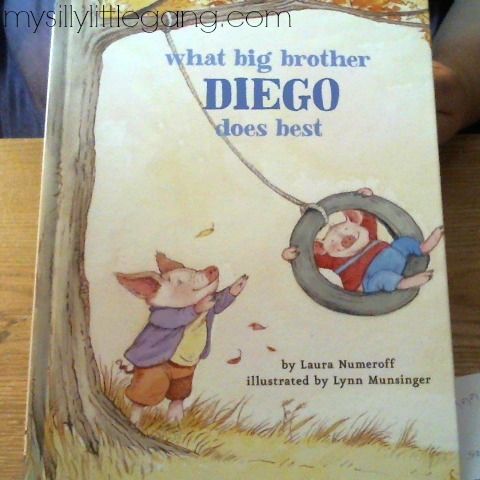 mysillylittlegang.com
what big brother
DIEGO
does best
by Laura Numeroff
illustrated by Lynn Munsinger